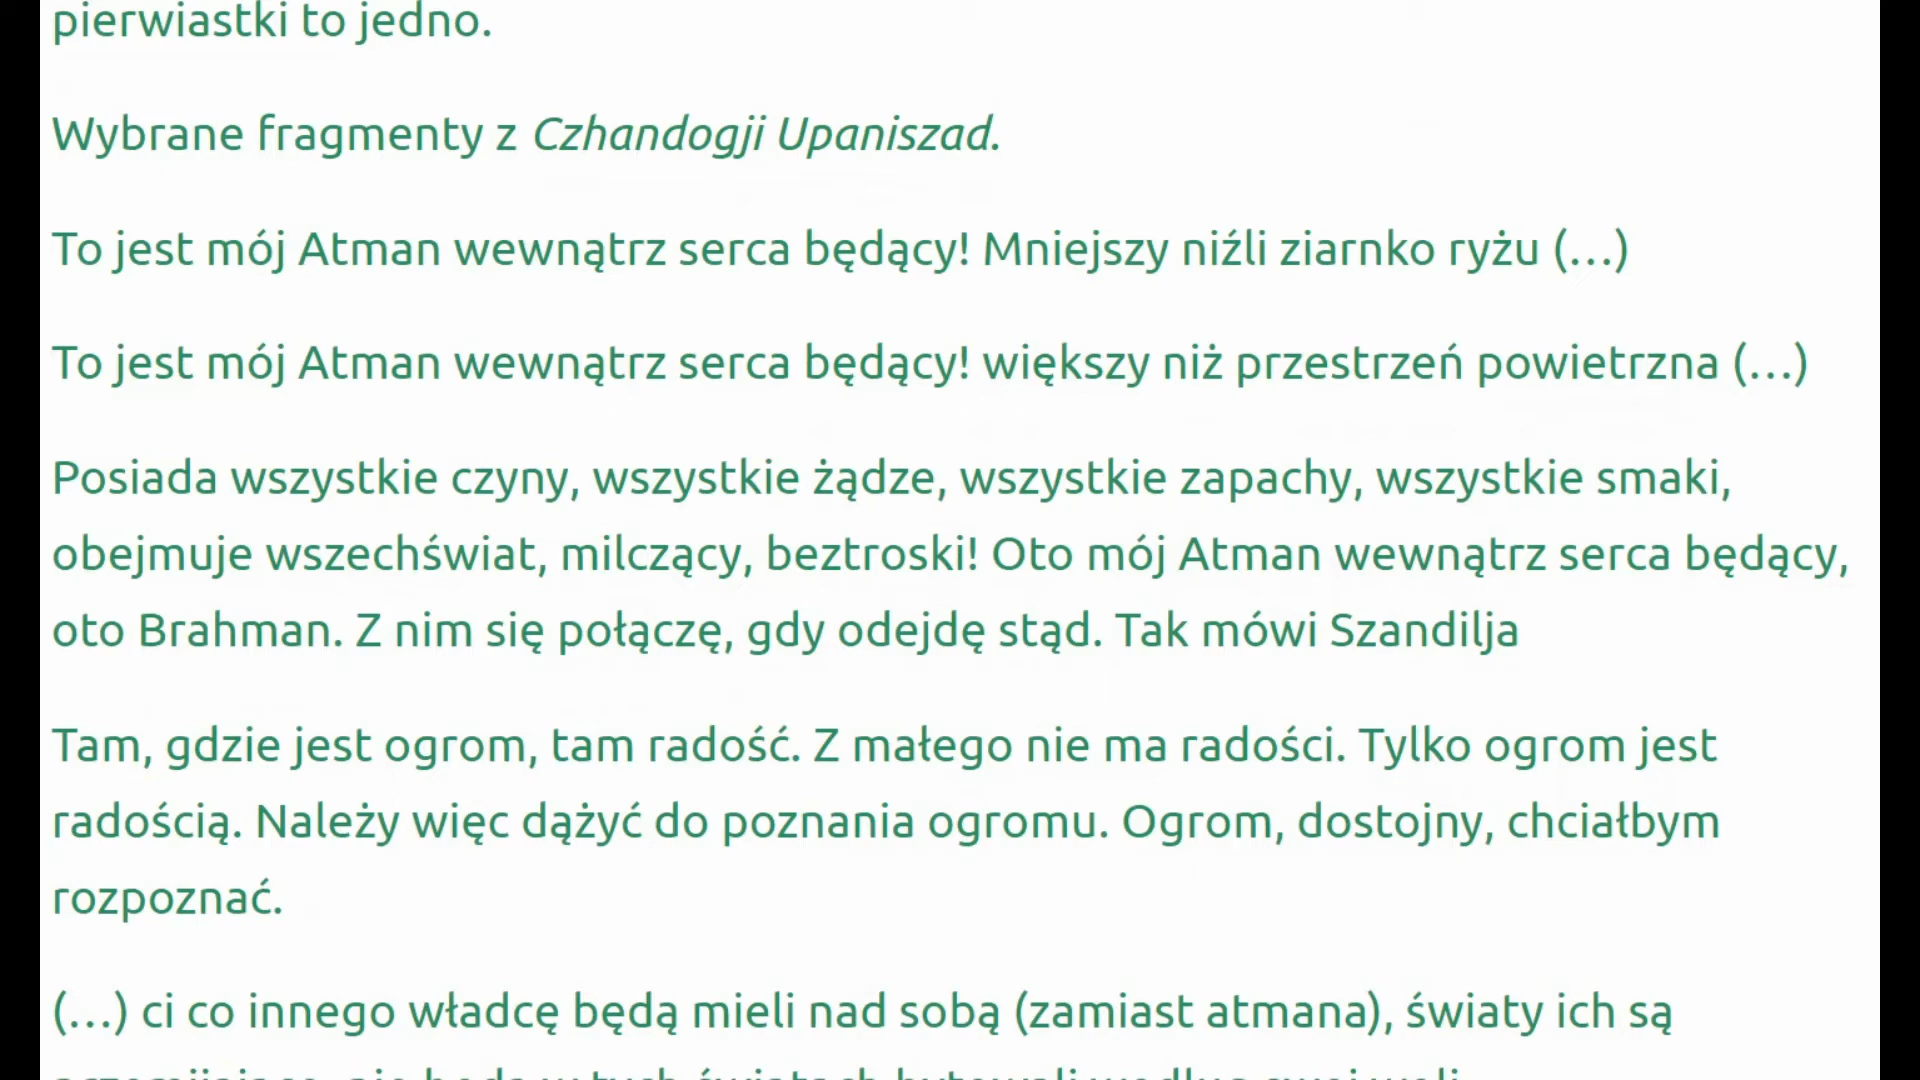 pierwiastki to jedno.
Wybrane fragmenty z Czhandogji Upaniszad.
To jest mój Atman wewnątrz serca będący! Mniejszy niźli ziarnko ryżu (…)
To jest mój Atman wewnątrz serca będący! większy niż przestrzeń powietrzna (…)
Posiada wszystkie czyny, wszystkie żądze, wszystkie zapachy, wszystkie smaki,
obejmuje wszechświat, milczący, beztroski! Oto mój Atman wewnątrz serca będący,
oto Brahman. Z nim się połączę, gdy odejdę stąd. Tak mówi Szandilja
Tam, gdzie jest ogrom, tam radość. Z małego nie ma radości. Tylko ogrom jest
radością. Należy więc dążyć do poznania ogromu. Ogrom, dostojny, chciałbym
rozpoznać.
(…) ci co innego władcę będą mieli nad sobą (zamiast atmana), światy ich są